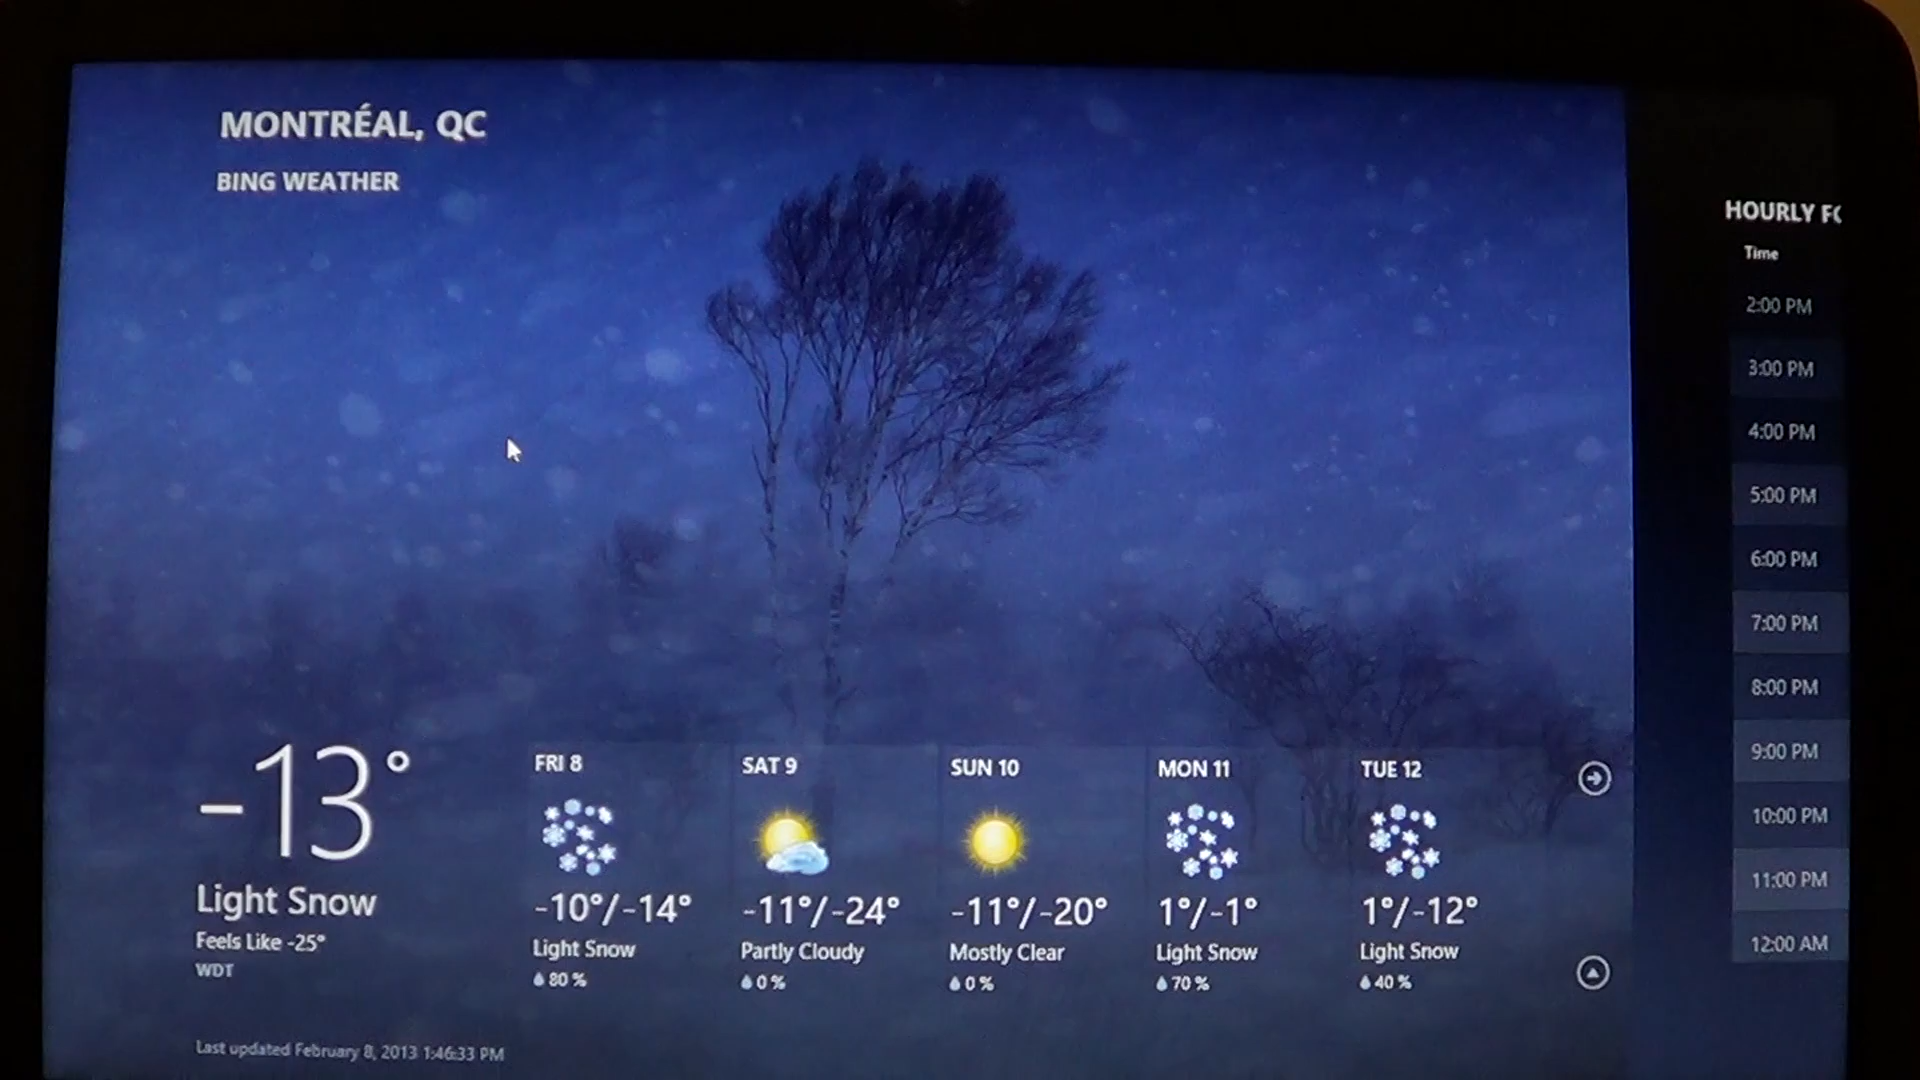 MONTRÉAL, QC
BING WEATHER
-13°
Light Snow
Feels Like -25°
WDT
FRI 8
-10°/-14°
Light Snow
80 %
SAT 9
-11°/-24°
Partly Cloudy
0 %
SUN 10
-11°/-20°
Mostly Clear
0 %
MON 11
1°/-1°
Light Snow
70 %
TUE 12
1°/-12°
Light Snow
40 %
Last updated February 8, 2013 1:46:33 PM
HOURLY
Time
2:00 PM
3:00 PM
4:00 PM
5:00 PM
6:00 PM
7:00 PM
8:00 PM
9:00 PM
10:00 PM
11:00 PM
12:00 AM